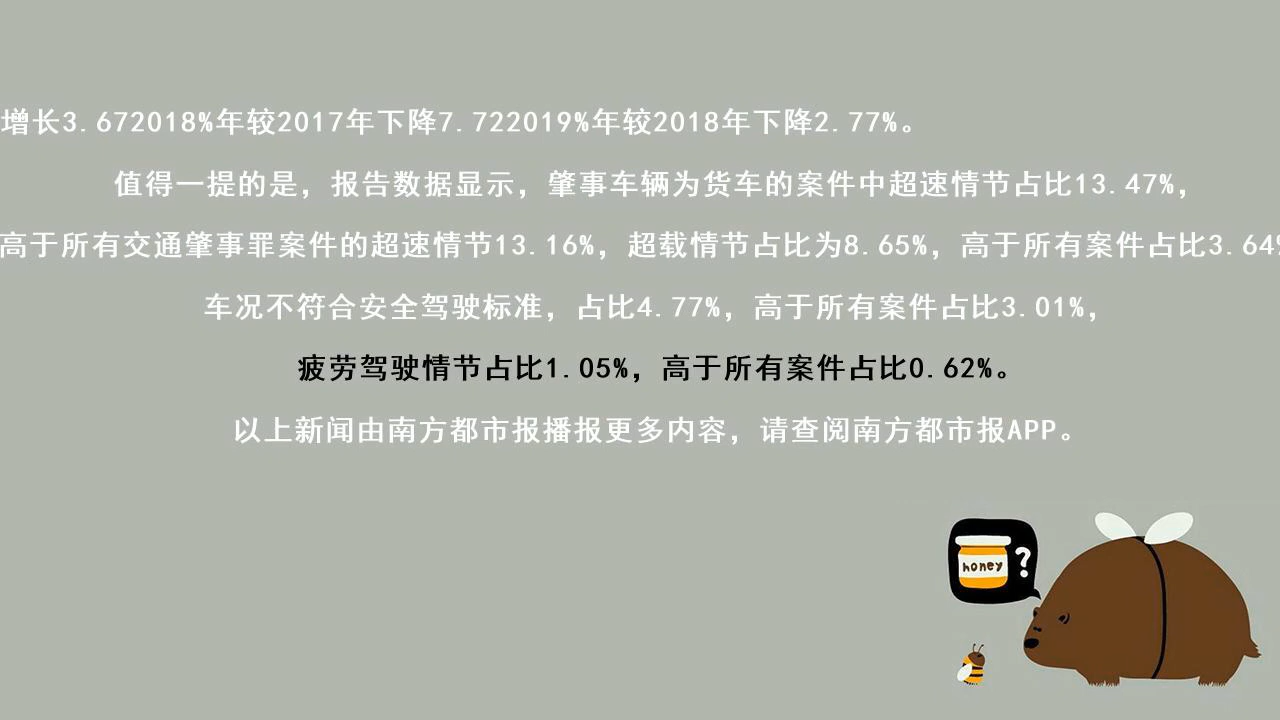 增长3.672018%年较2017年下降7.722019%年较2018年下降2.77%。
值得一提的是，报告数据显示，肇事车辆为货车的案件中超速情节占比13.47%，
高于所有交通肇事罪案件的超速情节13.16%，超载情节占比为8.65%，高于所有案件占比3.64%
车况不符合安全驾驶标准，占比4.77%，高于所有案件占比3.01%，
疲劳驾驶情节占比1.05%，高于所有案件占比0.62%。
以上新闻由南方都市报播报更多内容，请查阅南方都市报APP。
honey ?